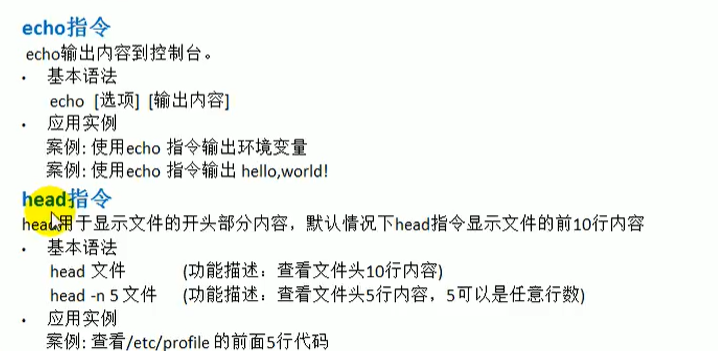 echo指令
echo输出内容到控制台。
• 基本语法
echo [选项] [输出内容]
• 应用实例
案例: 使用echo 指令输出环境变量
案例: 使用echo 指令输出 hello,world!
head指令
head用于显示文件的开头部分内容，默认情况下head指令显示文件的前10行内容
• 基本语法
head 文件 (功能描述：查看文件头10行内容)
head -n 5 文件 (功能描述：查看文件头5行内容，5可以是任意行数)
• 应用实例
案例: 查看/etc/profile 的前面5行代码